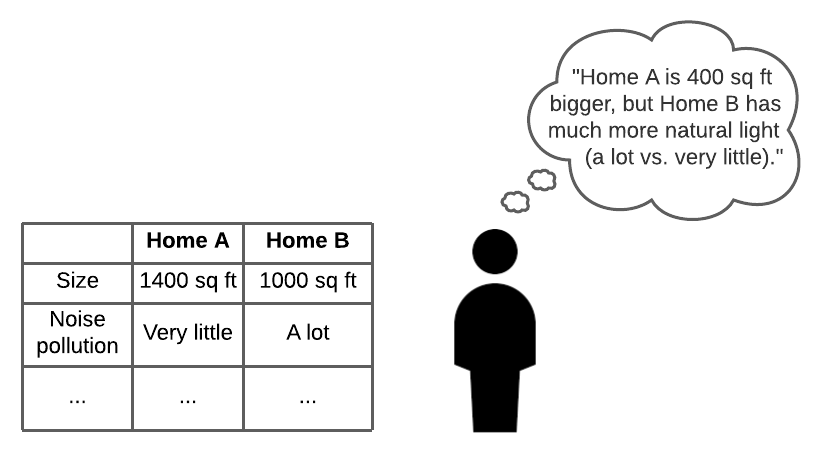 "Home A is 400 sq ft
bigger, but Home B has
much more natural light
(a lot vs. very little)."
Home A Home B
Size 1400 sq ft 1000 sq ft
Noise
pollution Very little A lot
... ... ...